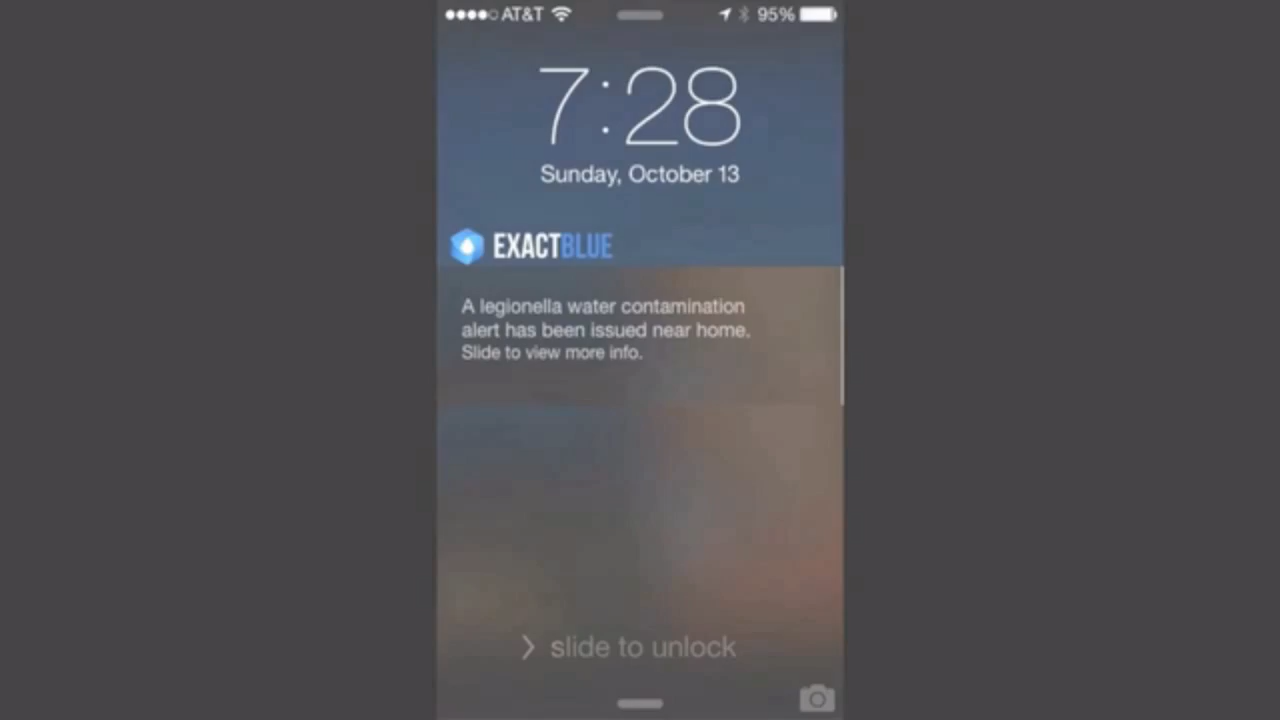 AT&T 95%
7:28
Sunday, October 13
EXACTBLUE
A legionella water contamination
alert has been issued near home.
Slide to view more info.
slide to unlock